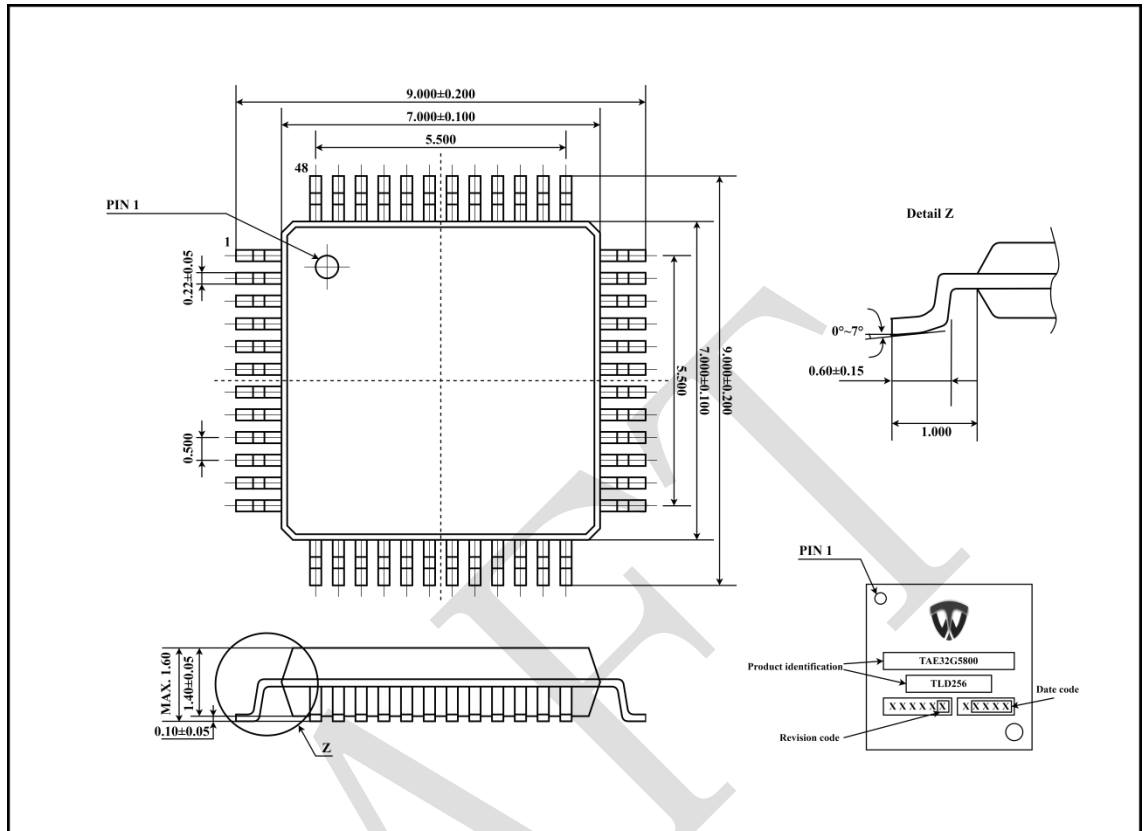 9.000±0.200
7.000±0.100
5.500
48
PIN 1
1
0.22±0.05
0.500
5.500
7.000±0.100
9.000±0.200
Detail Z
0°~7°
0.60±0.15
1.000
MAX. 1.60
1.40±0.05
0.10±0.05
Z
PIN 1
TAE32G5800
Product identification
TLD256
Date code
XXXXXX XXXXX
Revision code
AFT